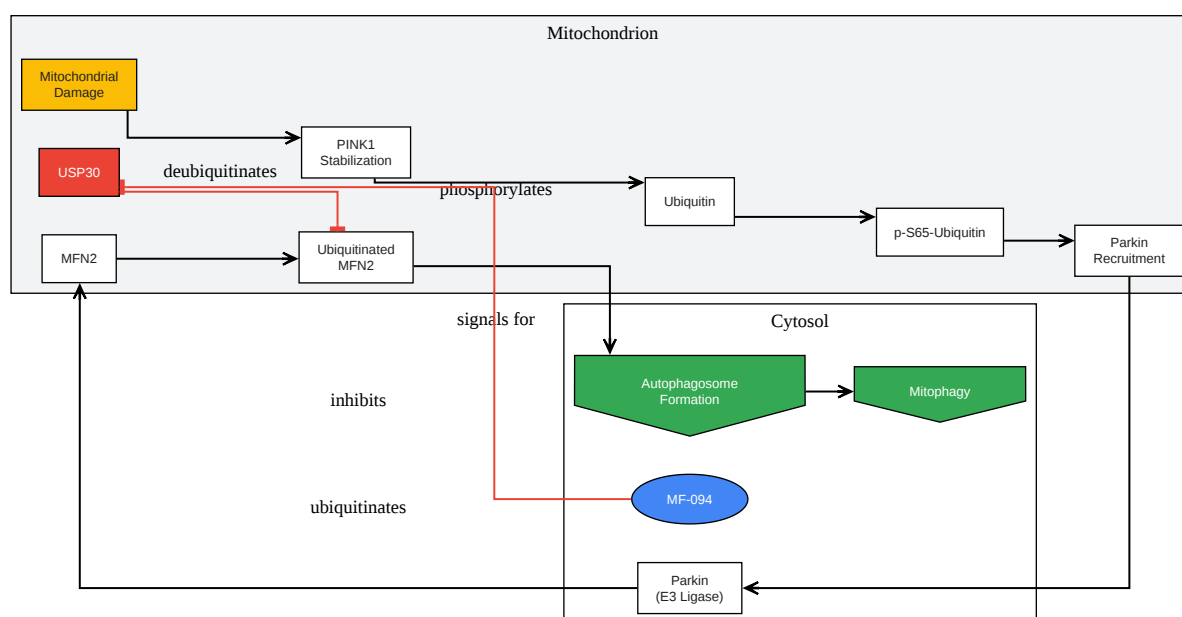 Mitochondrion
Mitochondrial
Damage
PINK1
Stabilization
USP30
deubiquitinates
phosphorylates
Ubiquitin
p-S65-Ubiquitin
Parkin
Recruitment
MFN2
Ubiquitinated
MFN2
signals for
Cytosol
Autophagosome
Formation
Mitophagy
inhibits
MF-094
ubiquitinates
Parkin
(E3 Ligase)